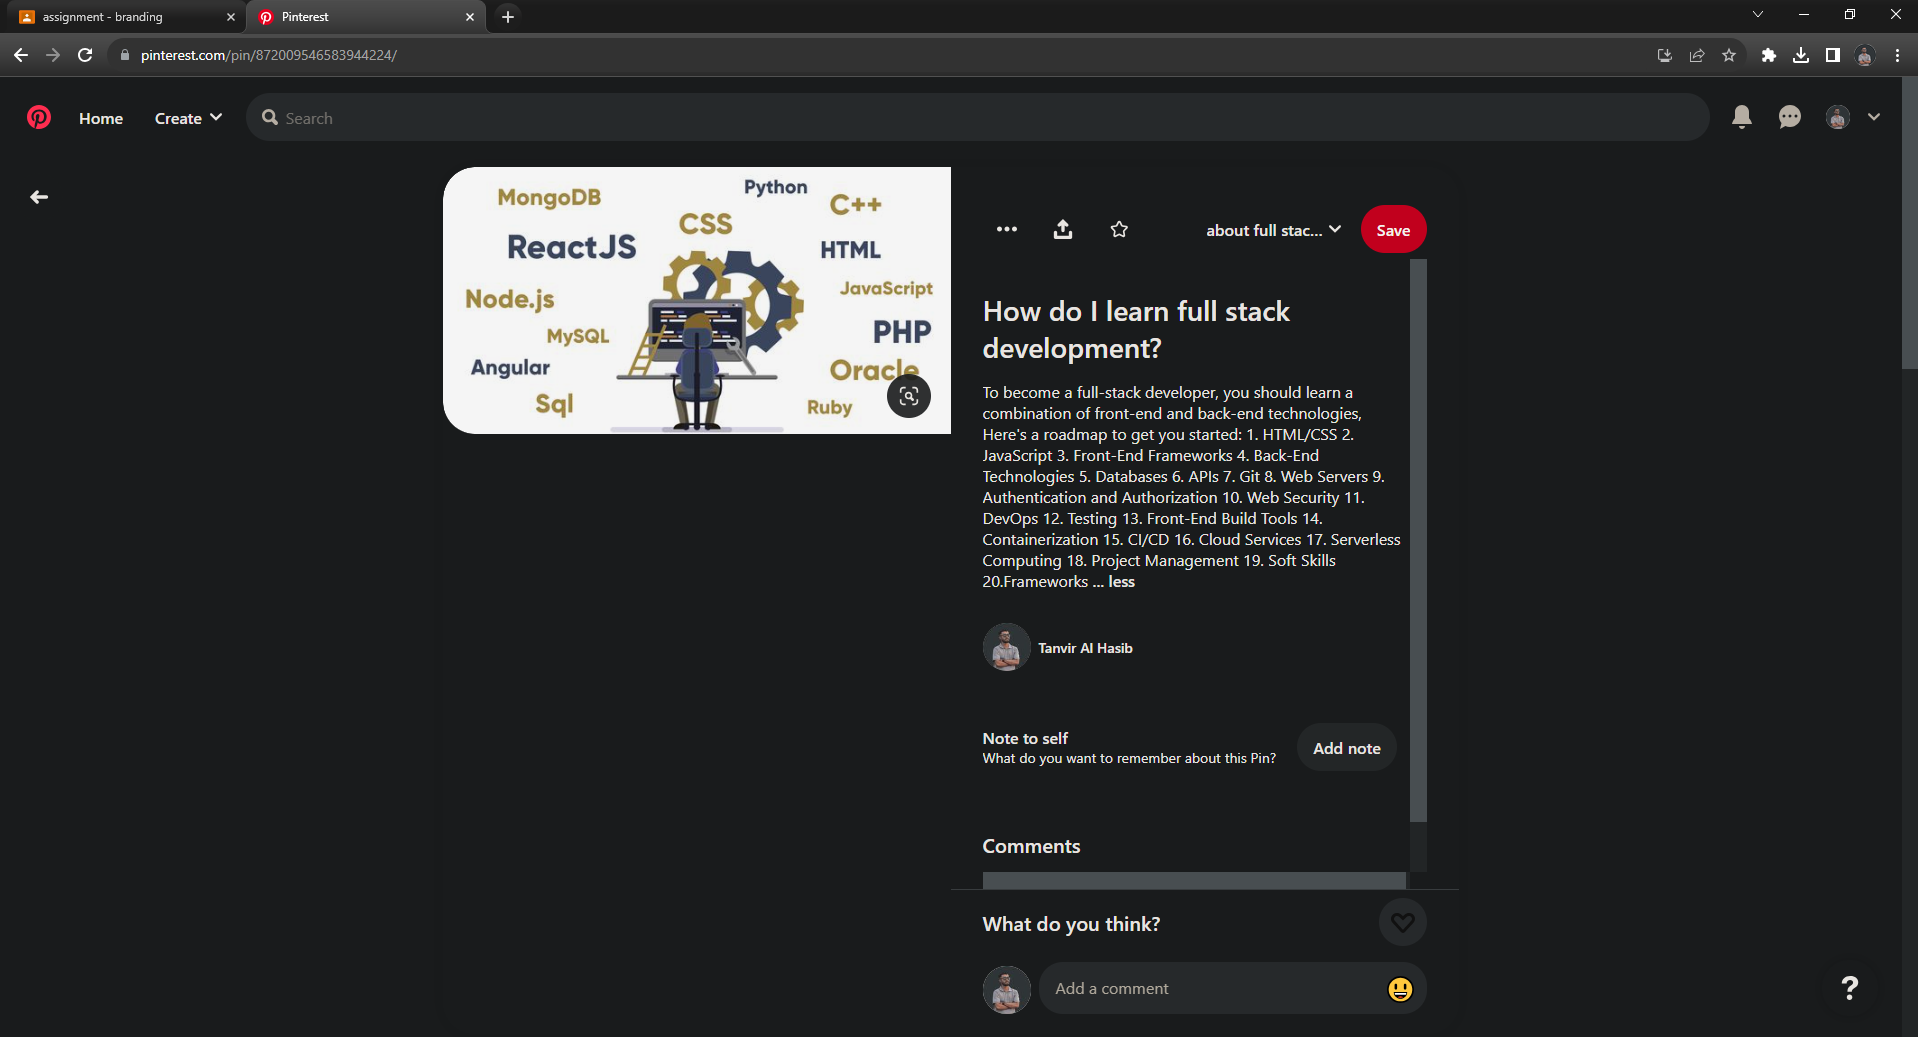 assignment - branding
Pinterest
pinterest.com/pin/872009546583944224/
Home
Create
Search
MongoDB
Python
C++
CSS
ReactJS
HTML
Node.js
JavaScript
MySQL
PHP
Angular
Oracle
Sql
Ruby
about full stac...
Save
How do I learn full stack
development?
To become a full-stack developer, you should learn a
combination of front-end and back-end technologies,
Here's a roadmap to get you started: 1. HTML/CSS 2.
JavaScript 3. Front-End Frameworks 4. Back-End
Technologies 5. Databases 6. APIs 7. Git 8. Web Servers 9.
Authentication and Authorization 10. Web Security 11.
DevOps 12. Testing 13. Front-End Build Tools 14.
Containerization 15. CI/CD 16. Cloud Services 17. Serverless
Computing 18. Project Management 19. Soft Skills
20.Frameworks ... less
Tanvir Al Hasib
Note to self
What do you want to remember about this Pin?
Add note
Comments
What do you think?
Add a comment
?